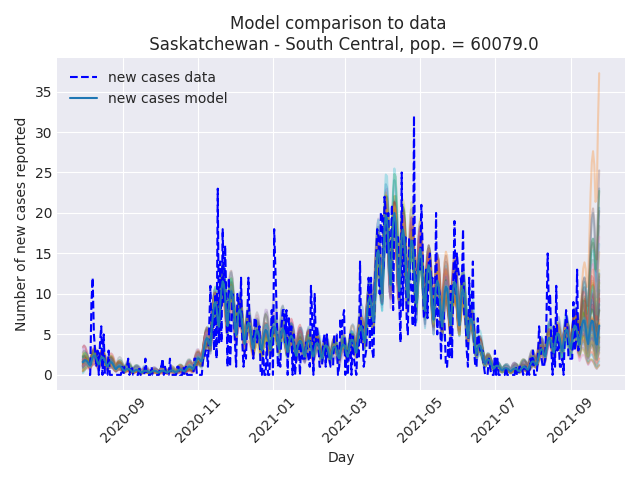 Model comparison to data
Saskatchewan - South Central, pop. = 60079.0
new cases data
new cases model
Number of new cases reported
35
30
25
20
15
10
5
0
2020-09
2020-11
2021-01
2021-03
2021-05
2021-07
2021-09
Day